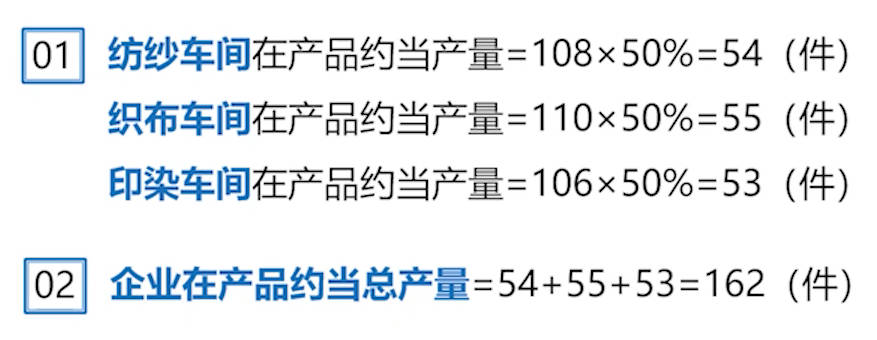 01 纺纱车间在产品约当产量=108×50%=54（件）
织布车间在产品约当产量=110×50%=55（件）
印染车间在产品约当产量=106×50%=53（件）
02 企业在产品约当总产量=54+55+53=162（件）